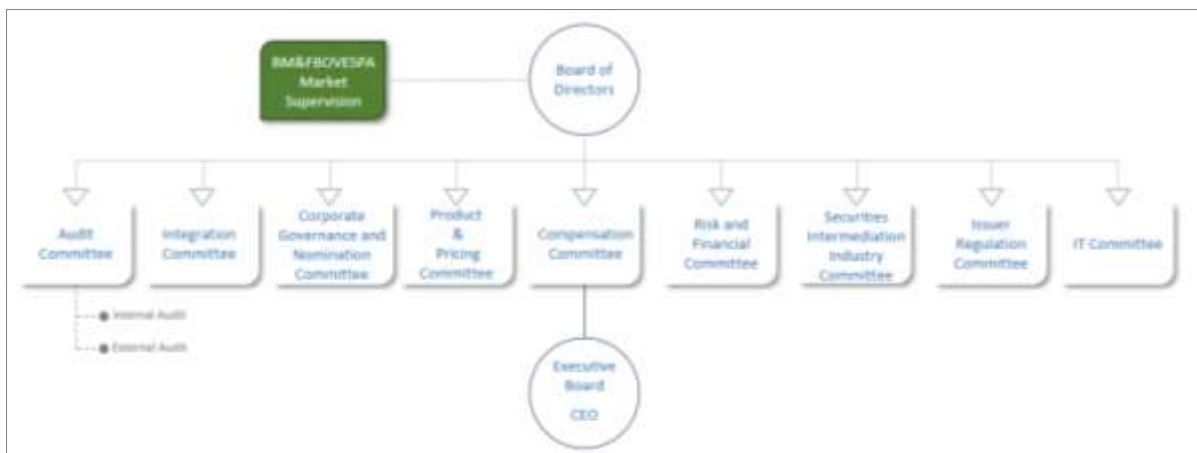 BM&FBOVESPA
Market
Supervision
Board of
Directors
Audit
Committee
Integration
Committee
Corporate
Governance and
Nomination
Committee
Product
&
Pricing
Committee
Compensation
Committee
Risk and
Financial
Committee
Securities
Intermediation
Industry
Committee
Issuer
Regulation
Committee
IT Committee
Internal Audit
External Audit
Executive
Board
CEO